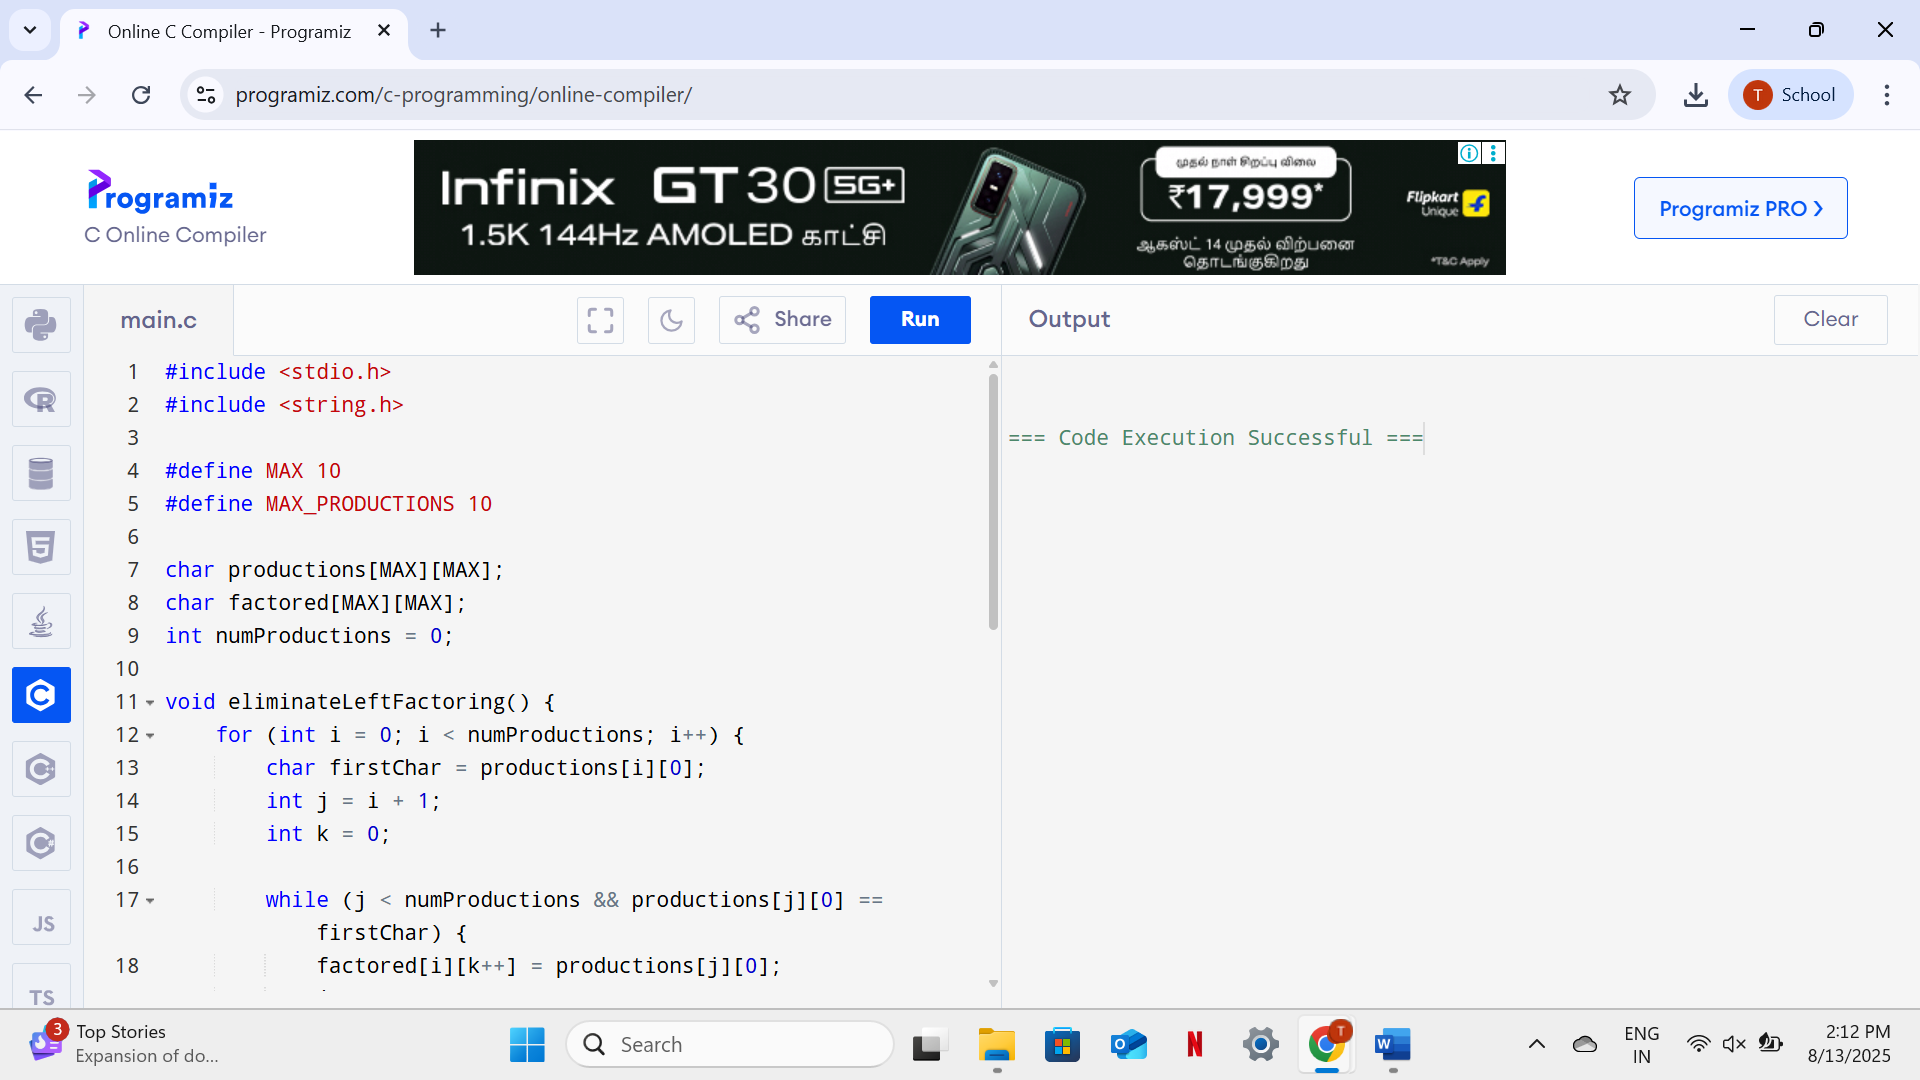 Online C Compiler - Programiz
programiz.com/c-programming/online-compiler/
T School
Programiz
C Online Compiler
Infinix GT 30 5G+
1.5K 144Hz AMOLED காட்சி
முதல் நாள் சிறப்பு விலை
₹17,999*
ஆகஸ்ட் 14 முதல் விற்பனை
தொடங்குகிறது
Flipkart
Unique
*T&C Apply
Programiz PRO
main.c
Share
Run
Output
Clear
1 #include <stdio.h>
2 #include <string.h>
3
4 #define MAX 10
5 #define MAX_PRODUCTIONS 10
6
7 char productions[MAX][MAX];
8 char factored[MAX][MAX];
9 int numProductions = 0;
10
11 void eliminateLeftFactoring() {
12 for (int i = 0; i < numProductions; i++) {
13 char firstChar = productions[i][0];
14 int j = i + 1;
15 int k = 0;
16
17 while (j < numProductions && productions[j][0] ==
firstChar) {
18 factored[i][k++] = productions[j][0];
=== Code Execution Successful ===
R
C
JS
TS
3
Top Stories
Expansion of do...
Search
N
T
W
ENG
IN
2:12 PM
8/13/2025